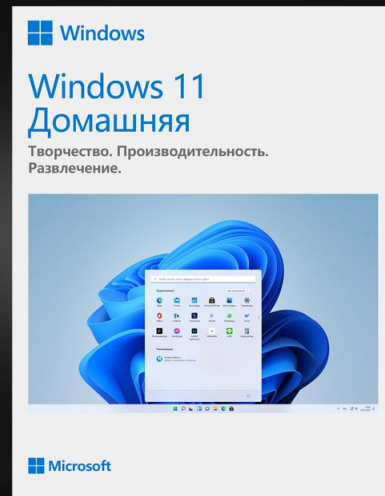 Windows
Windows 11
Домашняя
Творчество. Производительность.
Развлечение.
Microsoft